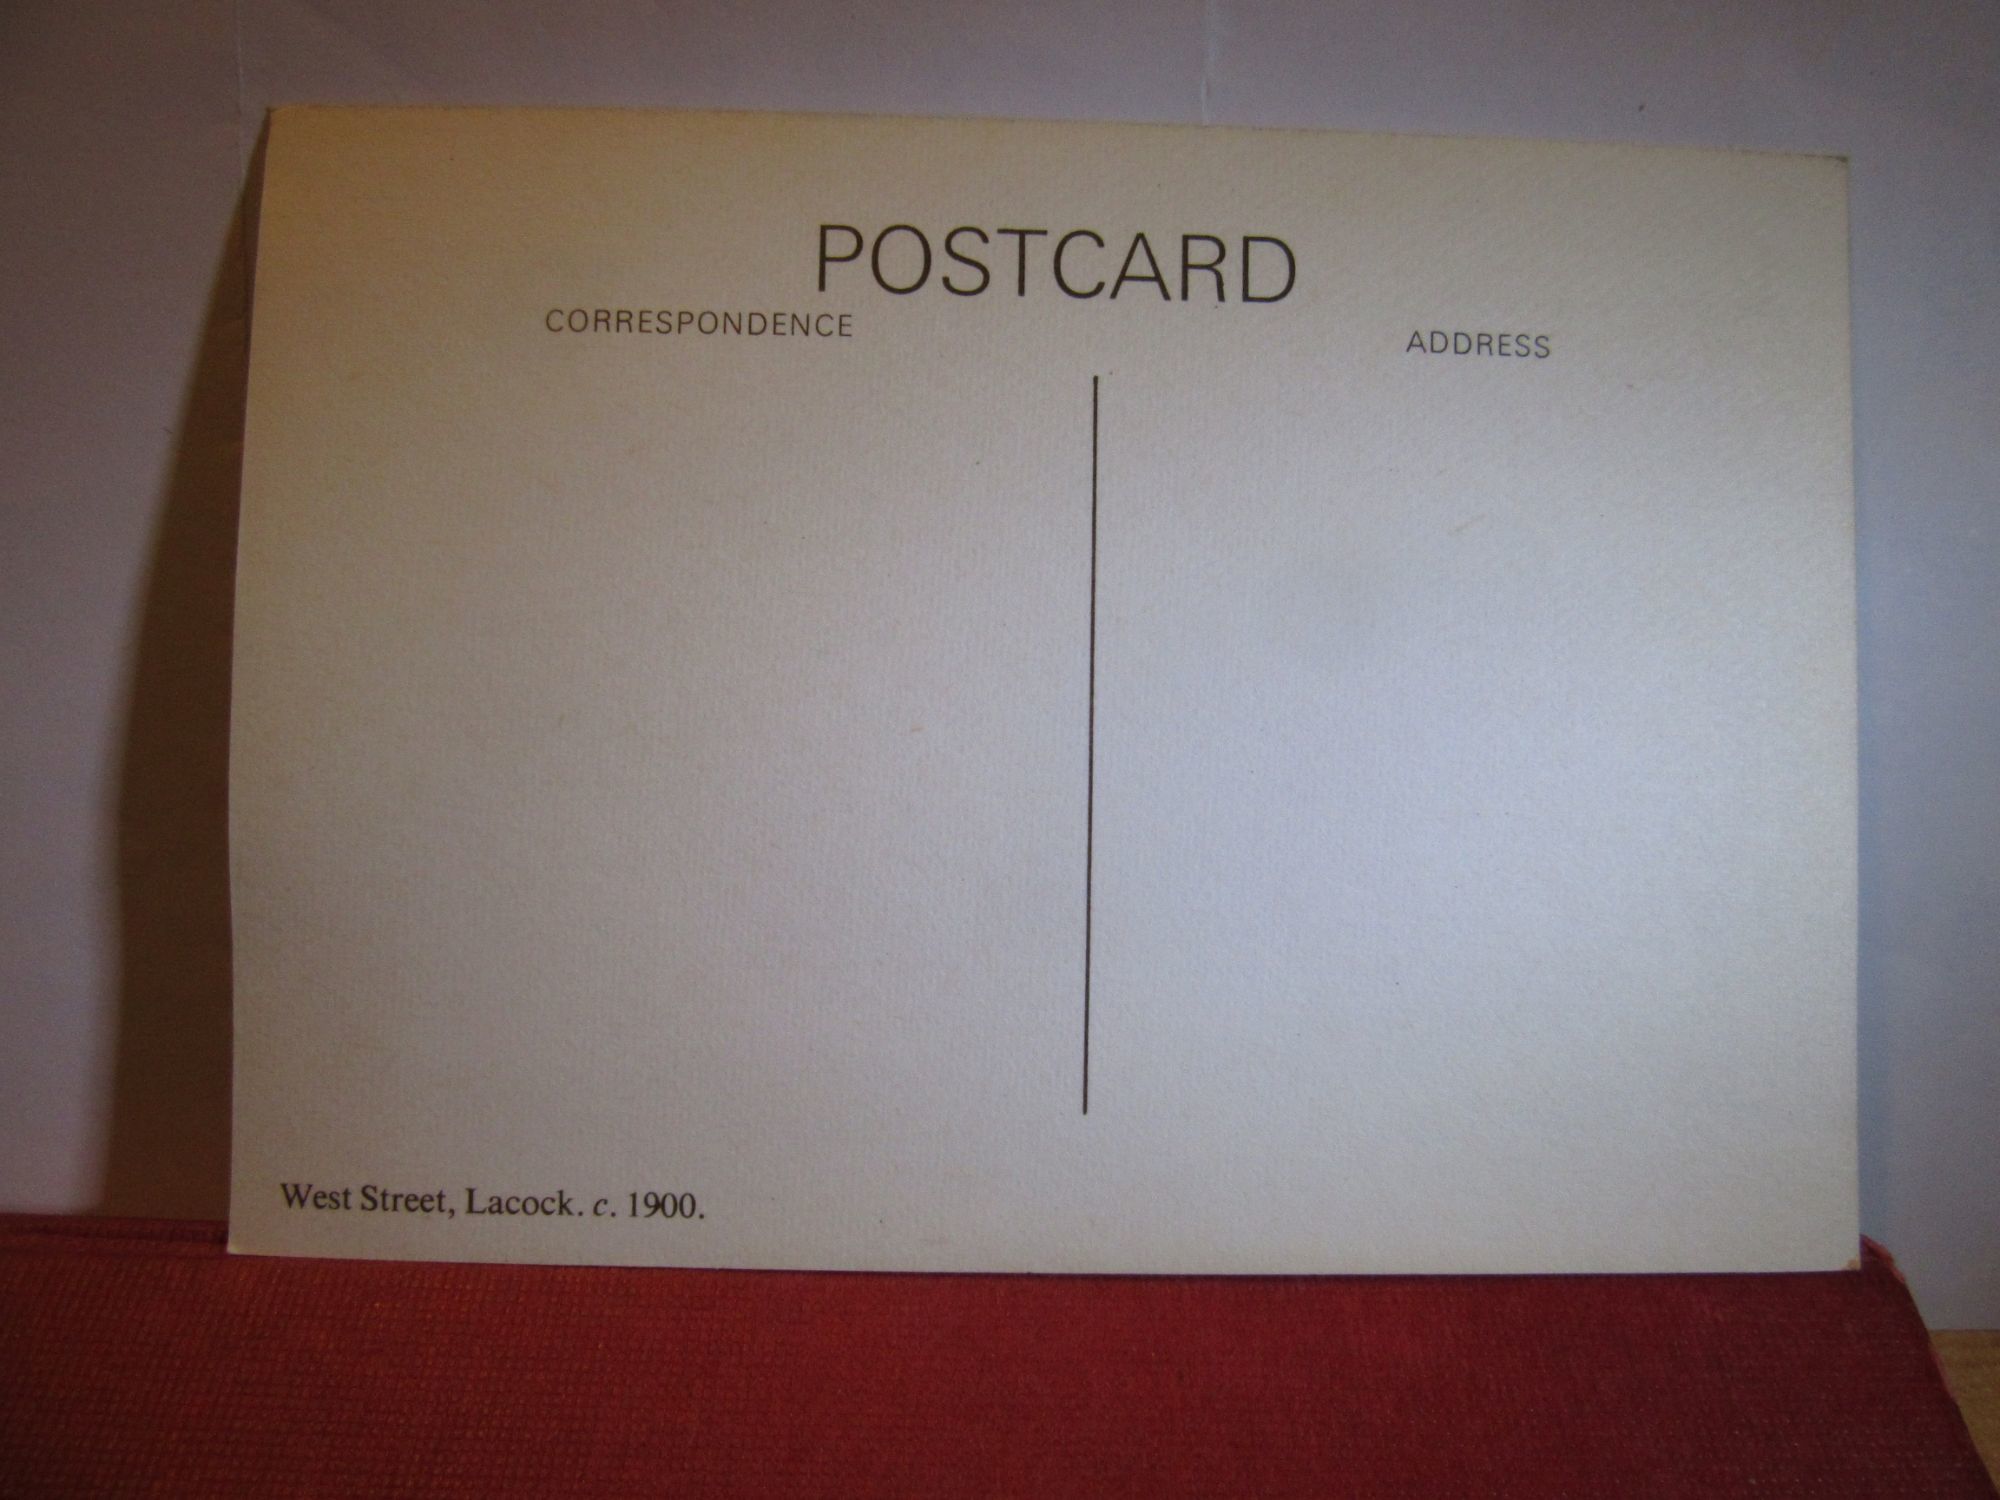 POSTCARD
CORRESPONDENCE
ADDRESS
West Street, Lacock. c. 1900.